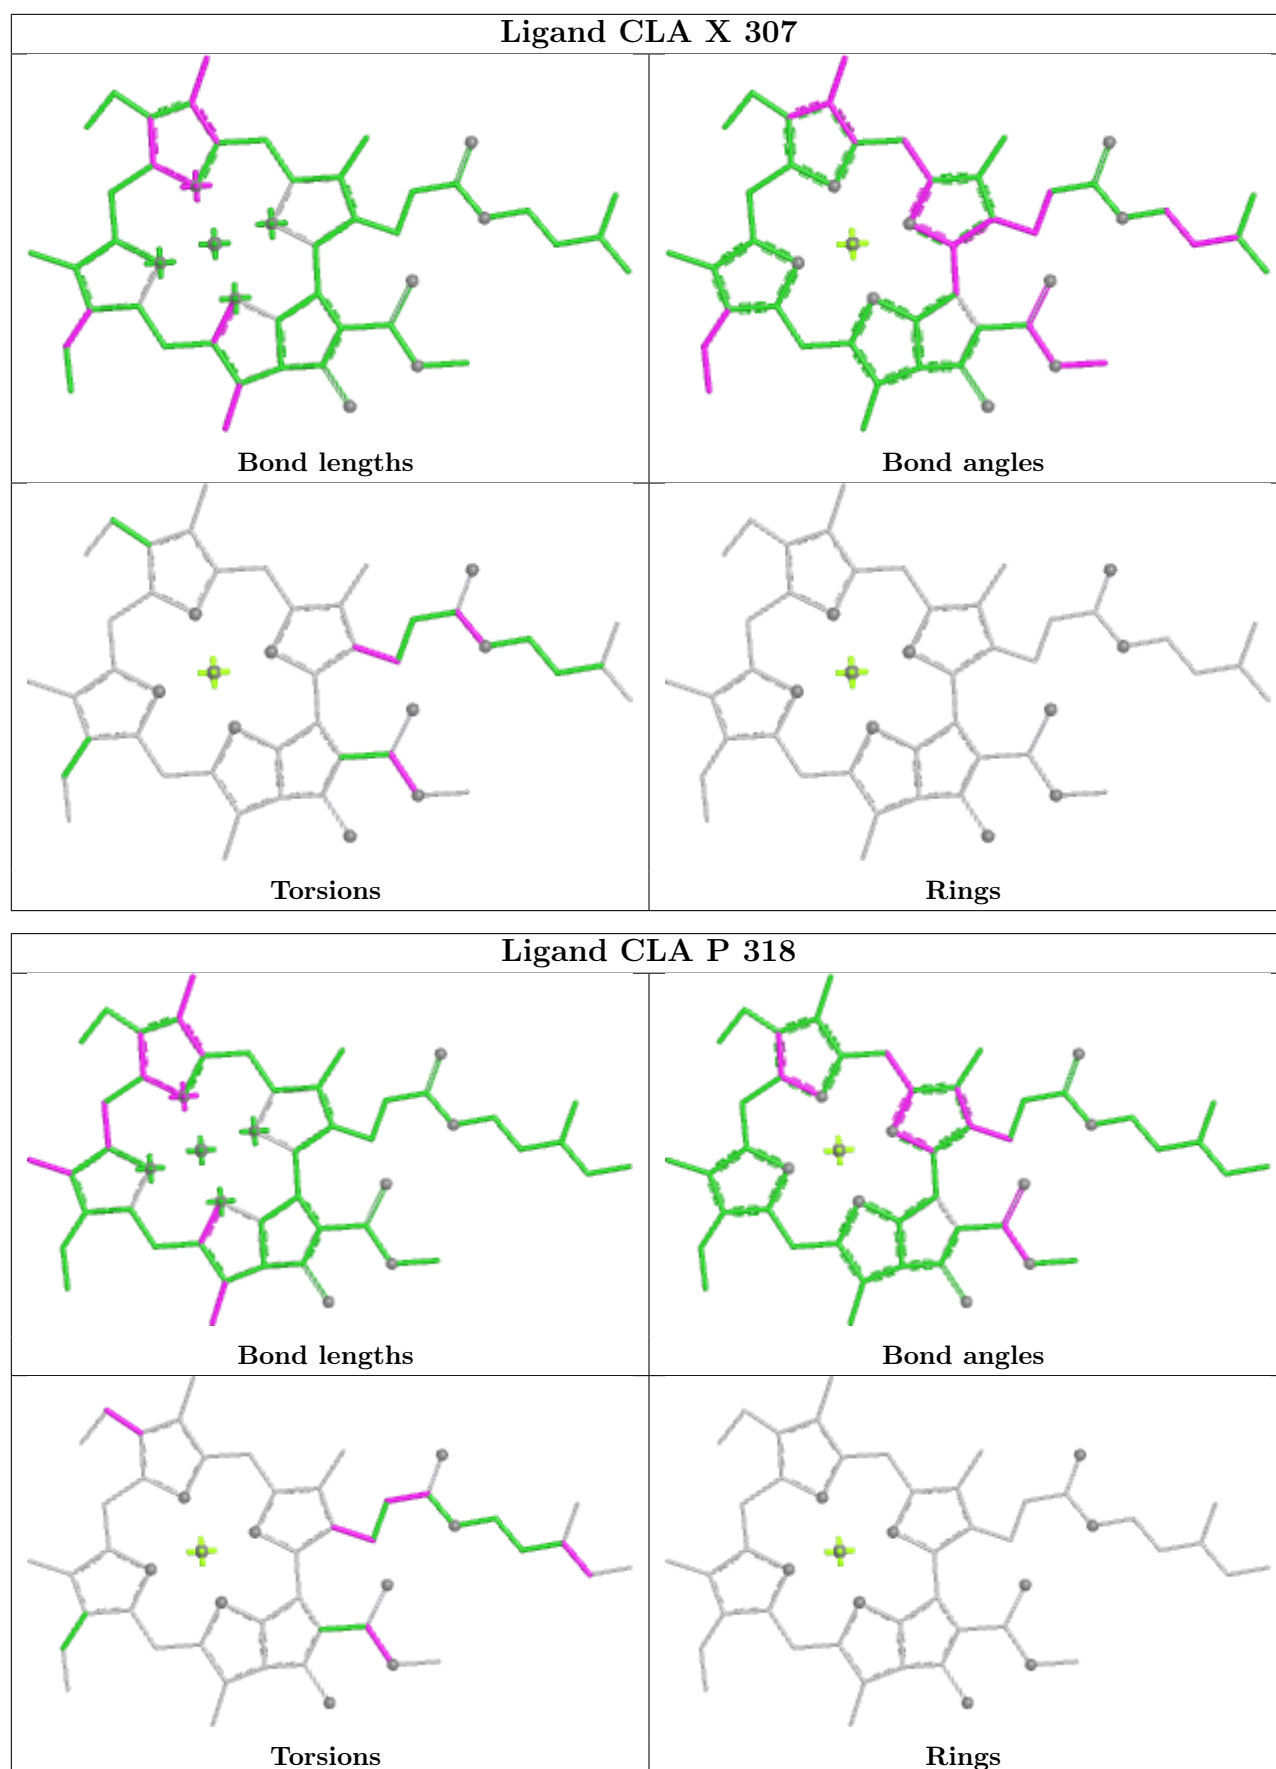 Ligand CLA X 307
Bond lengths
Bond angles
Torsions
Rings
Ligand CLA P 318
Bond lengths
Bond angles
Torsions
Rings